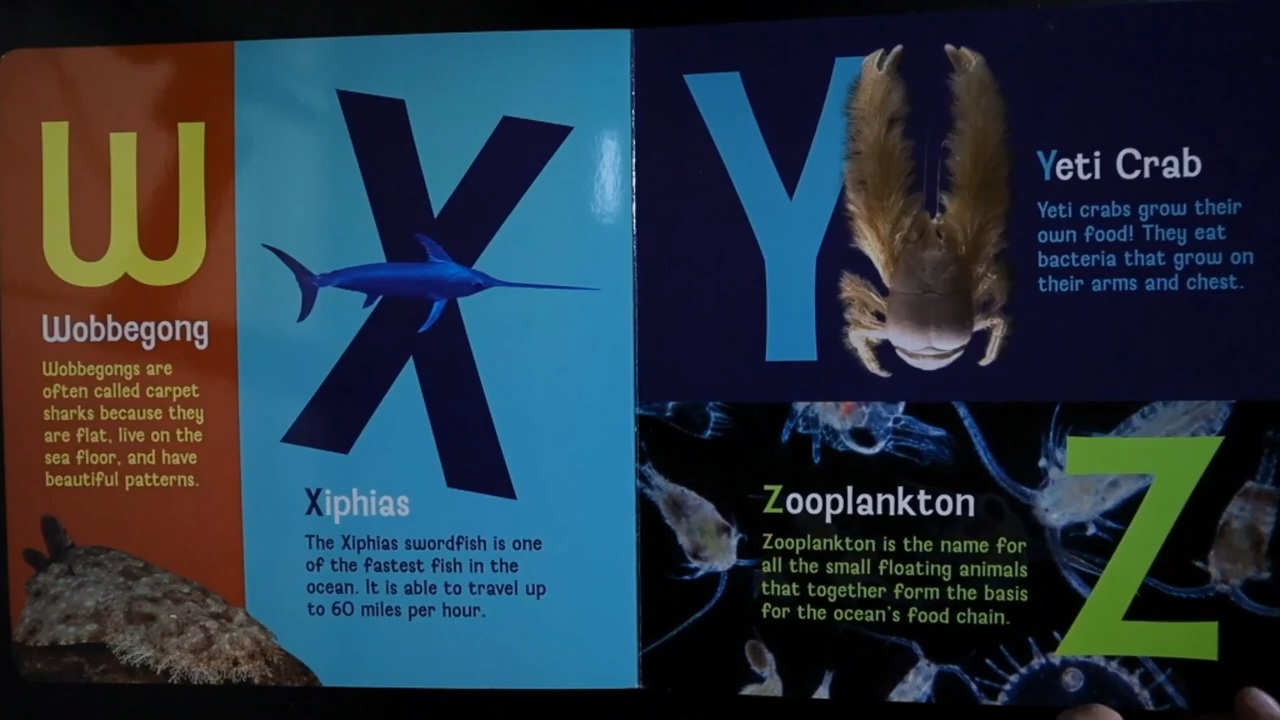 W
Wobbegong
Wobbegongs are
often called carpet
sharks because they
are flat, live on the
sea floor, and have
beautiful patterns.
X
Xiphias
The Xiphias swordfish is one
of the fastest fish in the
ocean. It is able to travel up
to 60 miles per hour.
Y
Yeti Crab
Yeti crabs grow their
own food! They eat
bacteria that grow on
their arms and chest.
Z
Zooplankton
Zooplankton is the name for
all the small floating animals
that together form the basis
for the ocean's food chain.